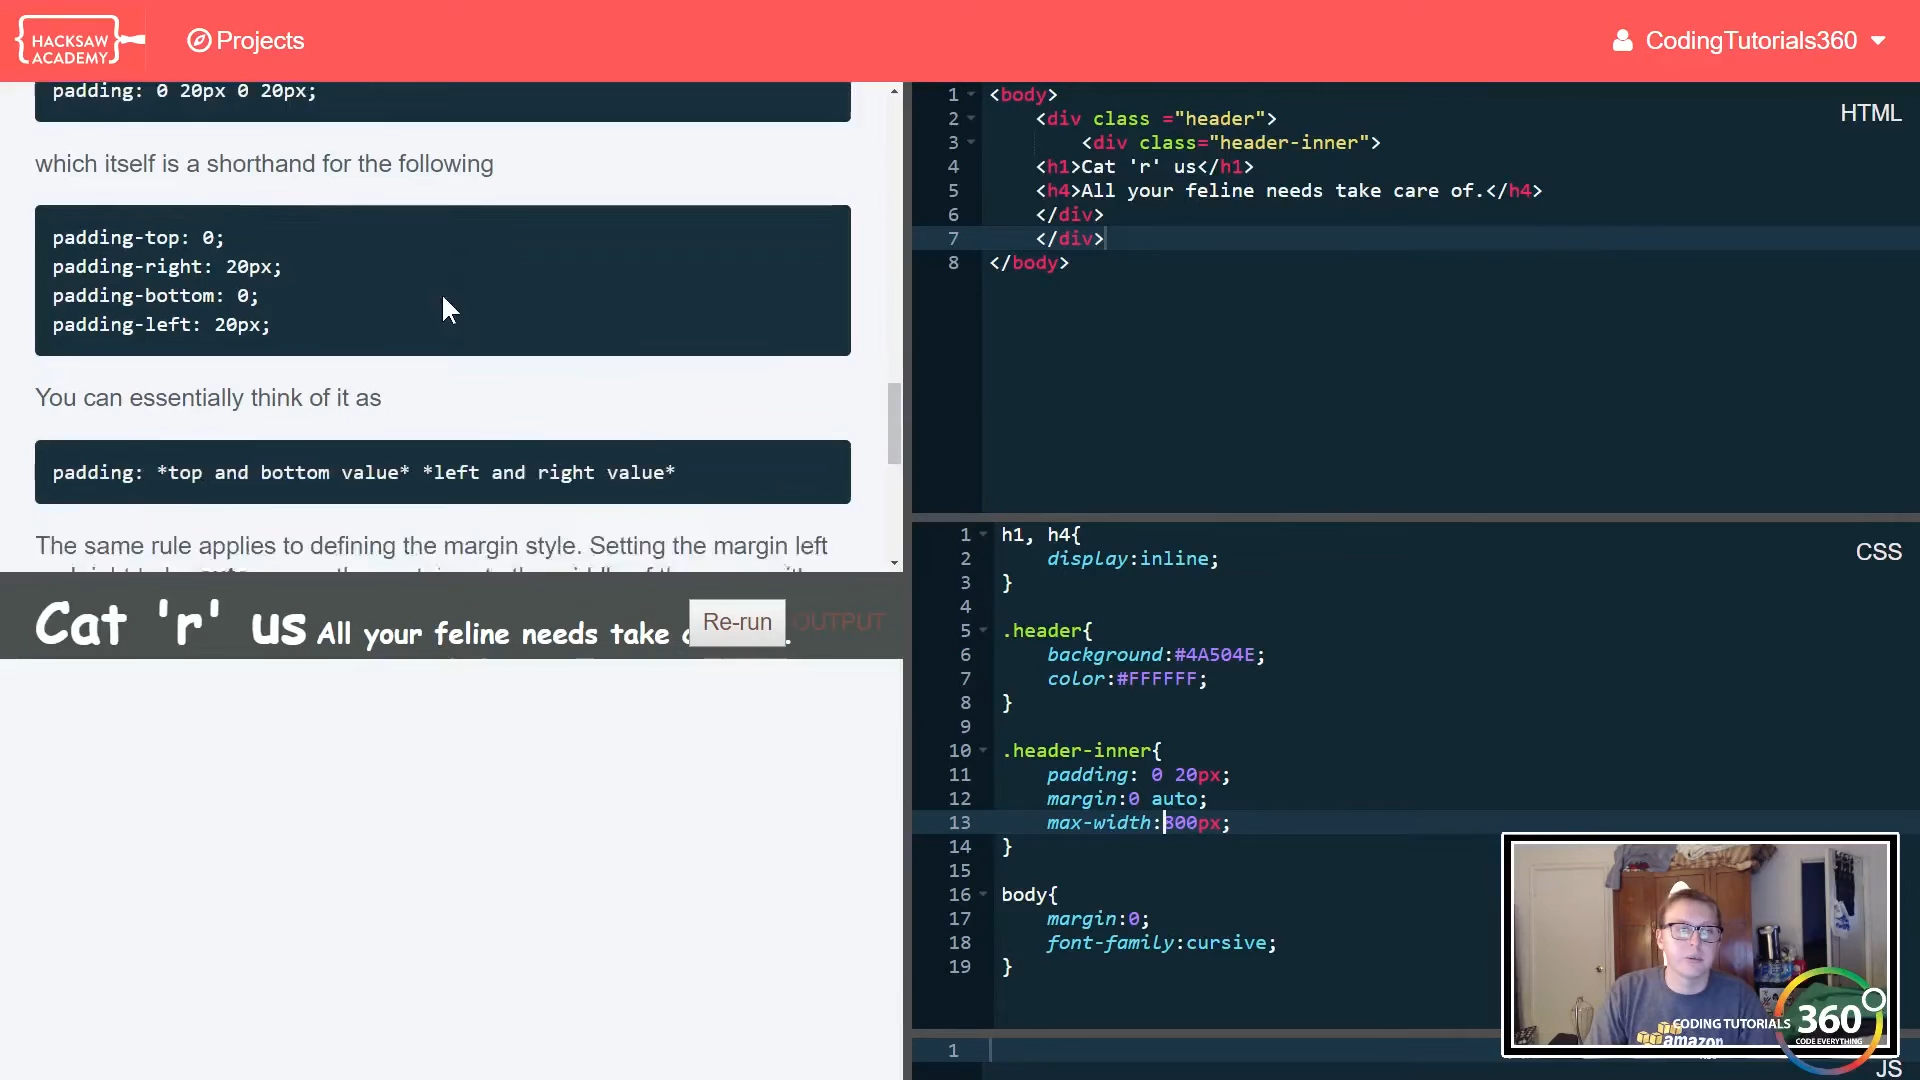 HACKSAW
ACADEMY
Projects
CodingTutorials360
padding: 0 20px 0 20px;
which itself is a shorthand for the following
padding-top: 0;
padding-right: 20px;
padding-bottom: 0;
padding-left: 20px;
You can essentially think of it as
padding: *top and bottom value* *left and right value*
The same rule applies to defining the margin style. Setting the margin left
Cat 'r' us All your feline needs take
Re-run
OUTPUT
HTML
1 <body>
2 <div class ="header">
3 <div class="header-inner">
4 <h1>Cat 'r' us</h1>
5 <h4>All your feline needs take care of.</h4>
6 </div>
7 </div>
8 </body>
CSS
1 h1, h4{
2 display:inline;
3 }
4
5 .header{
6 background:#4A504E;
7 color:#FFFFFF;
8 }
9
10 .header-inner{
11 padding: 0 20px;
12 margin:0 auto;
13 max-width:800px;
14 }
15
16 body{
17 margin:0;
18 font-family:cursive;
19 }
1
JS
CODING TUTORIALS 360
CODE EVERYTHING
amazon